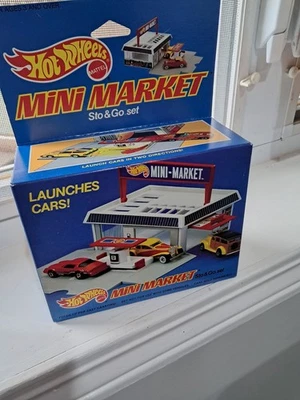 Hot Wheels
MATTEL
MiNi MARKET
Sto&Go set
LAUNCH CARS IN TWO DIRECTIONS!
LAUNCHES
CARS!
MINI-MARKET
Hot Wheels
MINI MARKET
Sto&Go set